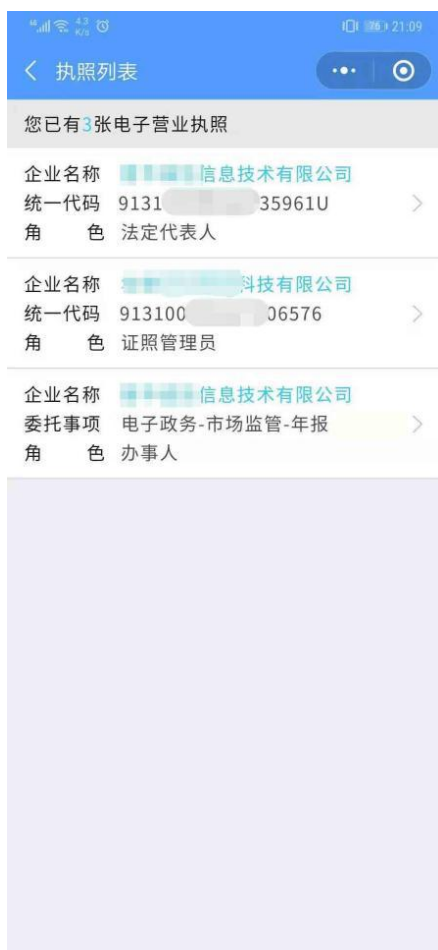 4.3
K/s
76
21:09
执照列表
您已有3张电子营业执照
企业名称 信息技术有限公司
统一代码 9131 35961U
角 色 法定代表人
企业名称 科技有限公司
统一代码 913100 06576
角 色 证照管理员
企业名称 信息技术有限公司
委托事项 电子政务-市场监管-年报
角 色 办事人